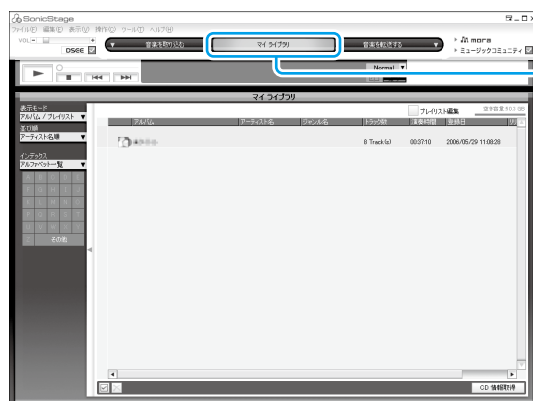 SonicStage
ファイル(F) 編集(E) 表示(V) 操作(O) ツール(T) ヘルプ(H)
VOL
DSEE
音楽を取り込む
マイ ライブラリ
音楽を転送する
more
ミュージックコミュニティ
Normal
マイ ライブラリ
表示モード
アルバム / プレイリスト
並び順
アーティスト名順
インデックス
アルファベット一覧
その他
プレイリスト編集
アルバム アーティスト名 ジャンル名 トラック数 演奏時間 登録日
8 Track(s) 00:37:10 2006/05/29 11:08:28
CD 情報取得